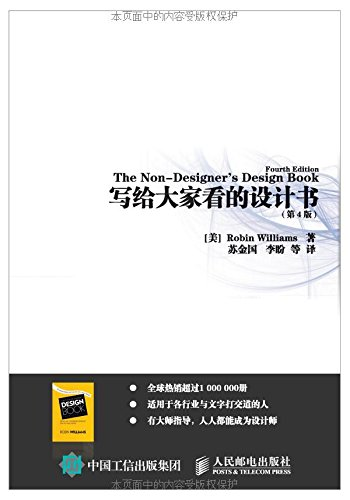 本页面中的内容受版权保护
Fourth Edition
The Non-Designer's Design Book
写给大家看的设计书
（第4版）
［美］ Robin Williams 著
苏金国 李盼 等 译
DESIGN
BOOK
ROBIN WILLIAMS
● 全球热销超过1 000 000册
● 适用于各行业与文字打交道的人
● 有大师指导，人人都能成为设计师
中国工信出版集团 人民邮电出版社
本页面中的内容受版权保护